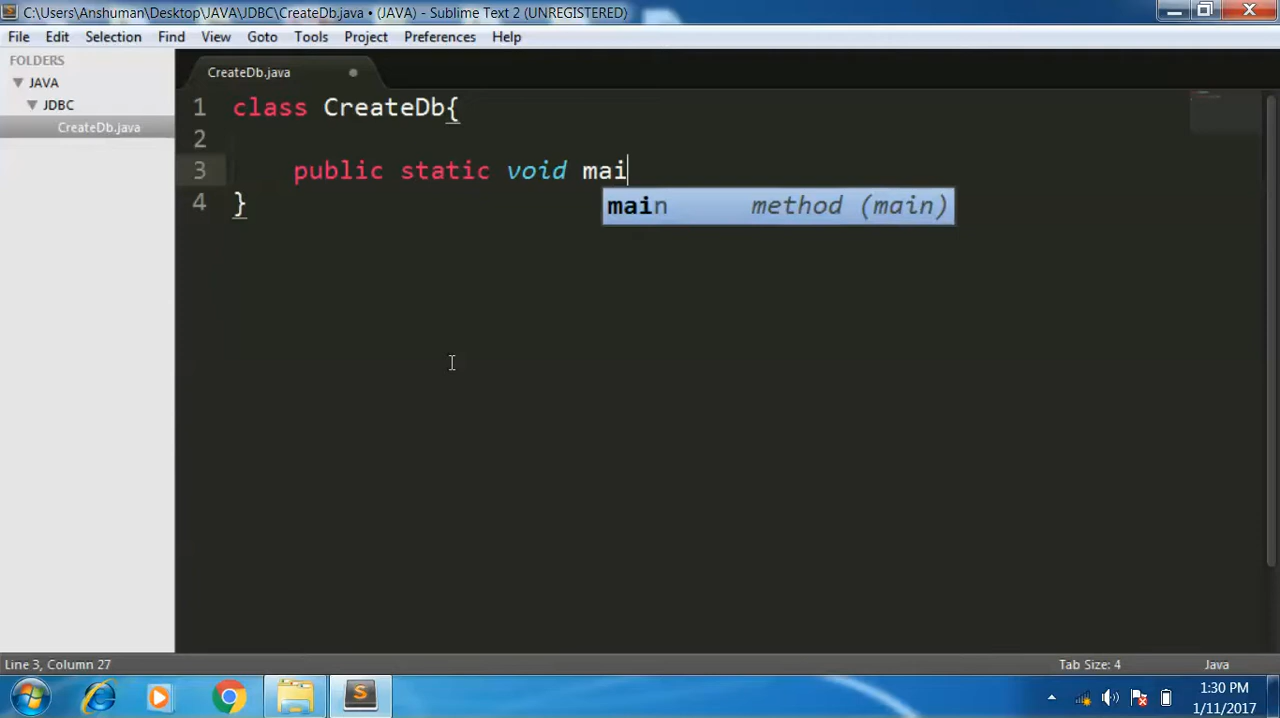 C:\Users\Anshuman\Desktop\JAVA\JDBC\CreateDb.java • (JAVA) - Sublime Text 2 (UNREGISTERED)
File Edit Selection Find View Goto Tools Project Preferences Help
FOLDERS
JAVA
JDBC
CreateDb.java
CreateDb.java
1 class CreateDb{
2
3 public static void mai
main method (main)
4 }
Line 3, Column 27 Tab Size: 4 Java
1:30 PM
1/11/2017